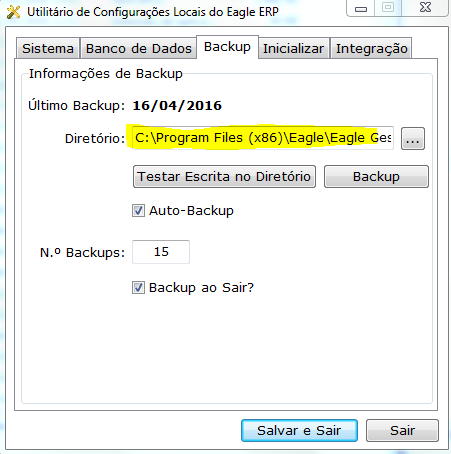 Utilitário de Configurações Locais do Eagle ERP
Sistema Banco de Dados Backup Inicializar Integração
Informações de Backup
Último Backup: 16/04/2016
Diretório: C:\Program Files (x86)\Eagle\Eagle Ges ...
Testar Escrita no Diretório Backup
Auto-Backup
N.º Backups: 15
Backup ao Sair?
Salvar e Sair Sair